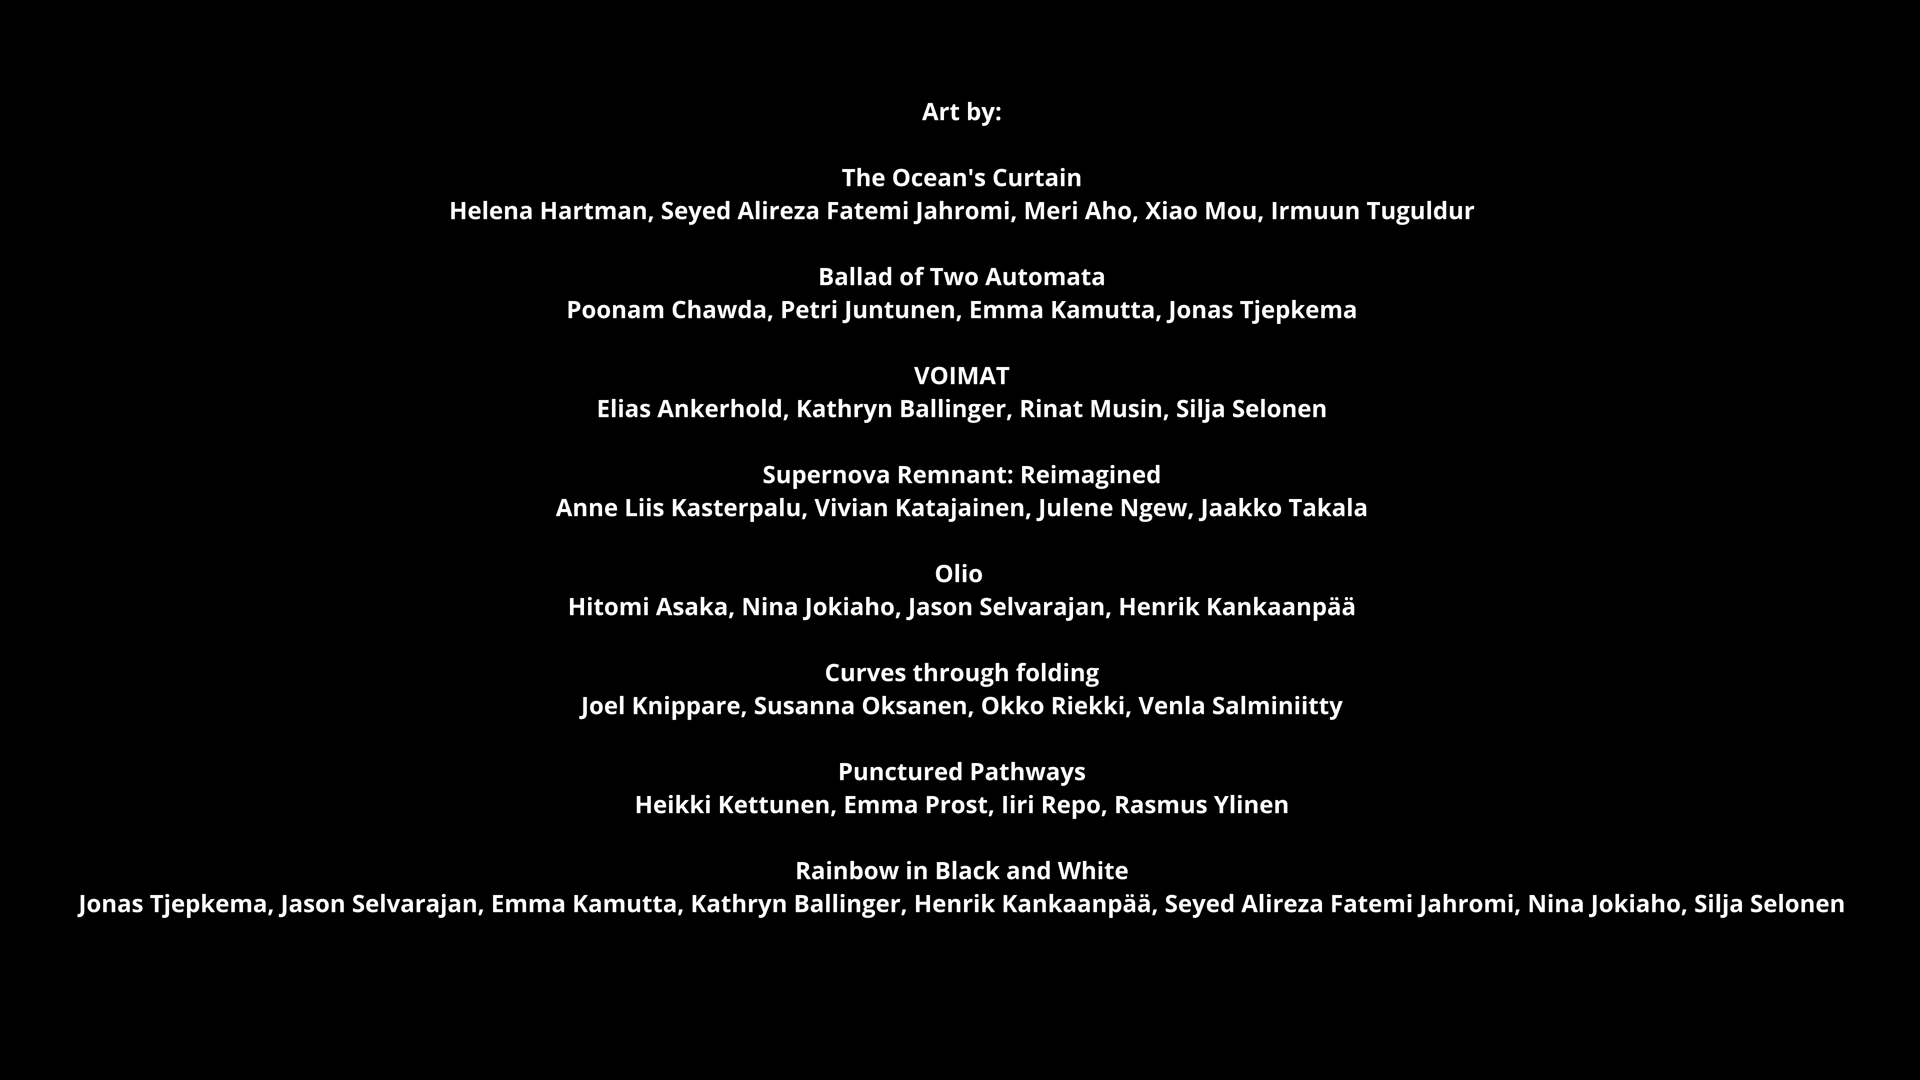 Art by:
The Ocean's Curtain
Helena Hartman, Seyed Alireza Fatemi Jahromi, Meri Aho, Xiao Mou, Irmuun Tuguldur
Ballad of Two Automata
Poonam Chawda, Petri Juntunen, Emma Kamutta, Jonas Tjepkema
VOIMAT
Elias Ankerhold, Kathryn Ballinger, Rinat Musin, Silja Selonen
Supernova Remnant: Reimagined
Anne Liis Kasterpalu, Vivian Katajainen, Julene Ngew, Jaakko Takala
Olio
Hitomi Asaka, Nina Jokiaho, Jason Selvarajan, Henrik Kankaanpää
Curves through folding
Joel Knippare, Susanna Oksanen, Okko Riekki, Venla Salminiitty
Punctured Pathways
Heikki Kettunen, Emma Prost, Iiri Repo, Rasmus Ylinen
Rainbow in Black and White
Jonas Tjepkema, Jason Selvarajan, Emma Kamutta, Kathryn Ballinger, Henrik Kankaanpää, Seyed Alireza Fatemi Jahromi, Nina Jokiaho, Silja Selonen